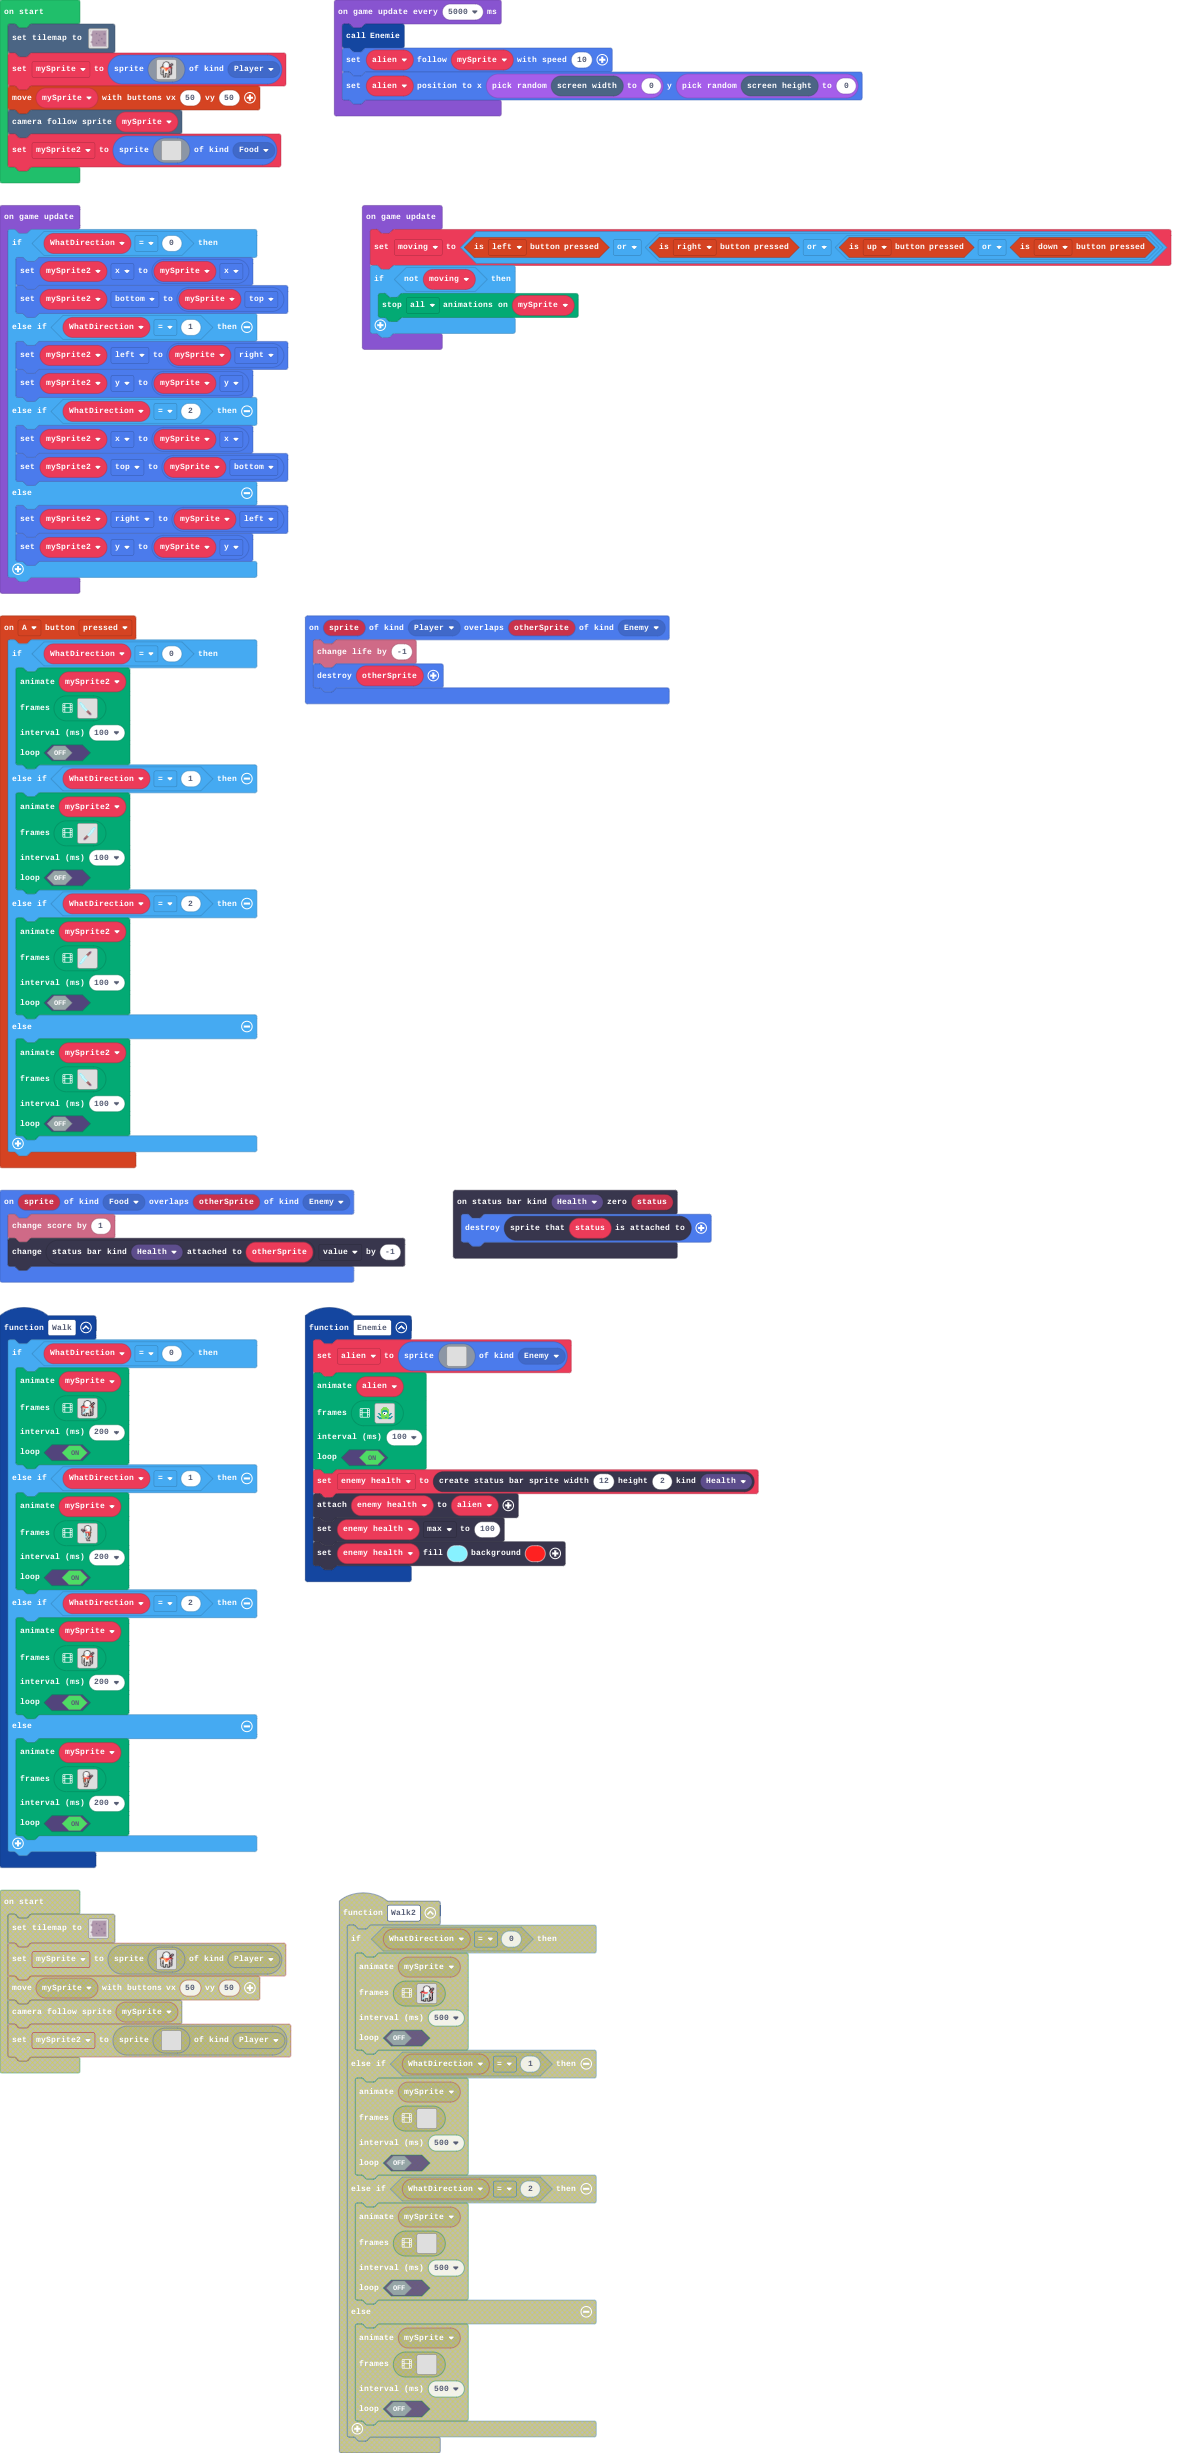 on start
set tilemap to
set mySprite to sprite of kind Player
move mySprite with buttons vx 50 vy 50
camera follow sprite mySprite
set mySprite2 to sprite of kind Food
on game update every 5000 ms
call Enemie
set alien follow mySprite with speed 10
set alien position to x pick random screen width to 0 y pick random screen height to 0
on game update
if WhatDirection = 0 then
set mySprite2 x to mySprite x
set mySprite2 bottom to mySprite top
else if WhatDirection = 1 then
set mySprite2 left to mySprite right
set mySprite2 y to mySprite y
else if WhatDirection = 2 then
set mySprite2 x to mySprite x
set mySprite2 top to mySprite bottom
else
set mySprite2 right to mySprite left
set mySprite2 y to mySprite y
on game update
set moving to is left button pressed or is right button pressed or is up button pressed or is down button pressed
if not moving then
stop all animations on mySprite
on A button pressed
if WhatDirection = 0 then
animate mySprite2
frames
interval (ms) 100
loop OFF
else if WhatDirection = 1 then
animate mySprite2
frames
interval (ms) 100
loop OFF
else if WhatDirection = 2 then
animate mySprite2
frames
interval (ms) 100
loop OFF
else
animate mySprite2
frames
interval (ms) 100
loop OFF
on sprite of kind Player overlaps otherSprite of kind Enemy
change life by -1
destroy otherSprite
on sprite of kind Food overlaps otherSprite of kind Enemy
change score by 1
change status bar kind Health attached to otherSprite value by -1
on status bar kind Health zero status
destroy sprite that status is attached to
function Walk
if WhatDirection = 0 then
animate mySprite
frames
interval (ms) 200
loop ON
else if WhatDirection = 1 then
animate mySprite
frames
interval (ms) 200
loop ON
else if WhatDirection = 2 then
animate mySprite
frames
interval (ms) 200
loop ON
else
animate mySprite
frames
interval (ms) 200
loop ON
function Enemie
set alien to sprite of kind Enemy
animate alien
frames
interval (ms) 100
loop ON
set enemy health to create status bar sprite width 12 height 2 kind Health
attach enemy health to alien
set enemy health max to 100
set enemy health fill background
on start
set tilemap to
set mySprite to sprite of kind Player
move mySprite with buttons vx 50 vy 50
camera follow sprite mySprite
set mySprite2 to sprite of kind Player
function Walk2
if WhatDirection = 0 then
animate mySprite
frames
interval (ms) 500
loop OFF
else if WhatDirection = 1 then
animate mySprite
frames
interval (ms) 500
loop OFF
else if WhatDirection = 2 then
animate mySprite
frames
interval (ms) 500
loop OFF
else
animate mySprite
frames
interval (ms) 500
loop OFF